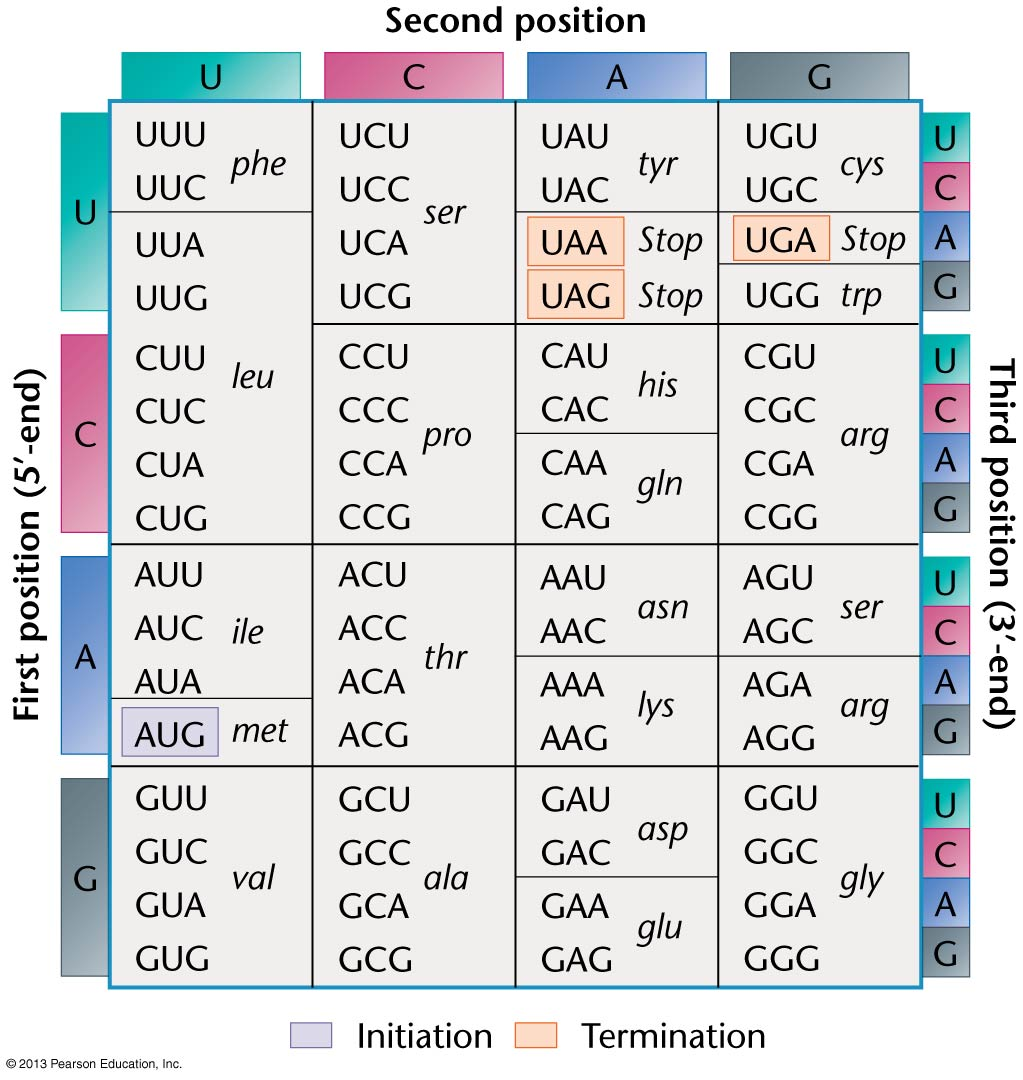 Second position
U C A G
First position (5′-end)
Third position (3′-end)
U
UUU
UUC
phe
UUA
UUG
UCU
UCC
UCA
UCG
ser
UAU
UAC
tyr
UAA Stop
UAG Stop
UGU
UGC
cys
UGA Stop
UGG trp
U
C
A
G
C
CUU
CUC
CUA
CUG
leu
CCU
CCC
CCA
CCG
pro
CAU
CAC
his
CAA
CAG
gln
CGU
CGC
CGA
CGG
arg
U
C
A
G
A
AUU
AUC
AUA
ile
AUG met
ACU
ACC
ACA
ACG
thr
AAU
AAC
asn
AAA
AAG
lys
AGU
AGC
ser
AGA
AGG
arg
U
C
A
G
G
GUU
GUC
GUA
GUG
val
GCU
GCC
GCA
GCG
ala
GAU
GAC
asp
GAA
GAG
glu
GGU
GGC
GGA
GGG
gly
U
C
A
G
Initiation Termination
© 2013 Pearson Education, Inc.